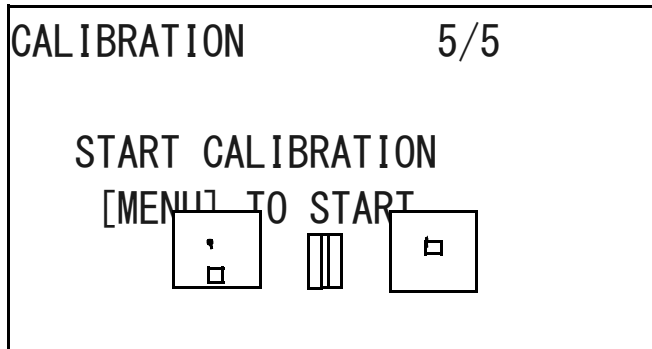 CALIBRATION 5/5
START CALIBRATION
[MENU] TO START